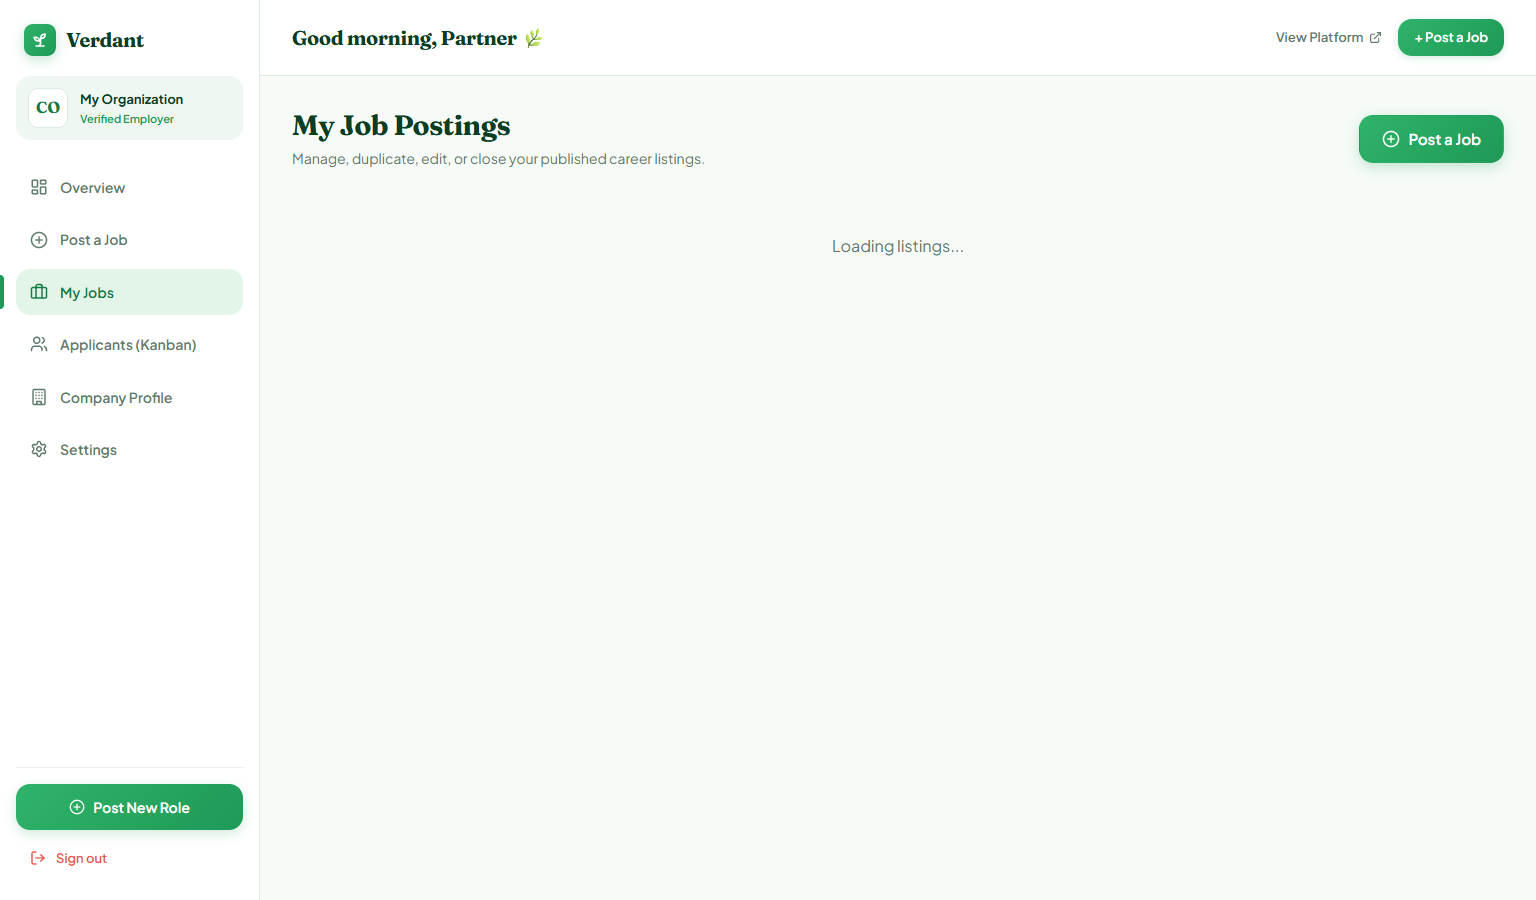 Verdant
CO
My Organization
Verified Employer
Overview
Post a Job
My Jobs
Applicants (Kanban)
Company Profile
Settings
Post New Role
Sign out
Good morning, Partner 🌿
View Platform
+ Post a Job
My Job Postings
Manage, duplicate, edit, or close your published career listings.
Post a Job
Loading listings...